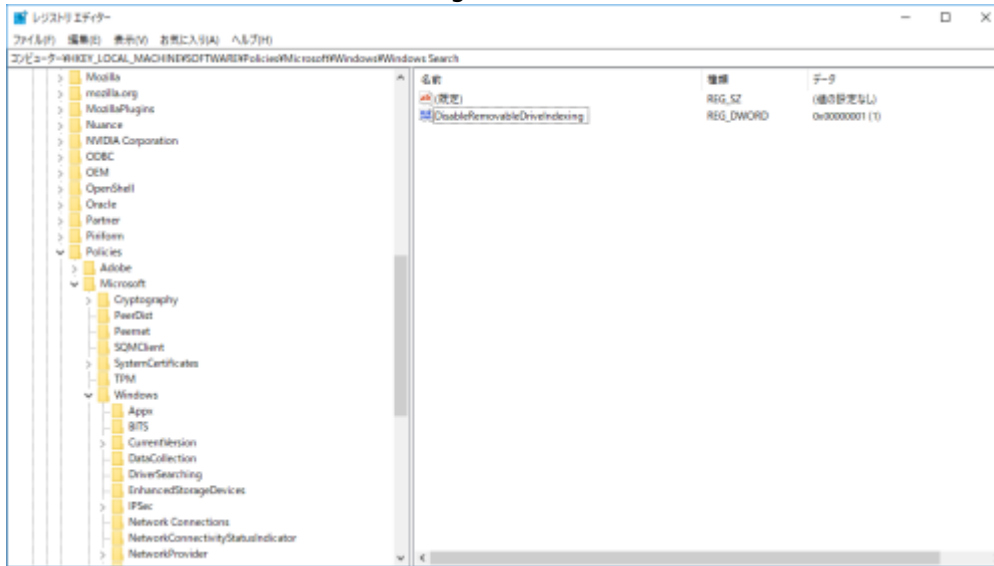 レジストリ エディター
ファイル(F) 編集(E) 表示(V) お気に入り(A) ヘルプ(H)
コンピューター¥HKEY_LOCAL_MACHINE¥SOFTWARE¥Policies¥Microsoft¥Windows¥Windows Search
Mozilla
mozilla.org
MozillaPlugins
Nuance
NVIDIA Corporation
ODBC
OEM
OpenShell
Oracle
Partner
Piriform
Policies
Adobe
Microsoft
Cryptography
PeerDist
Peernet
SQMClient
SystemCertificates
TPM
Windows
Appx
BITS
CurrentVersion
DataCollection
DriverSearching
EnhancedStorageDevices
IPSec
Network Connections
NetworkConnectivityStatusIndicator
NetworkProvider
名前 種類 データ
(既定) REG_SZ (値の設定なし)
DisableRemovableDriveIndexing REG_DWORD 0x00000001 (1)